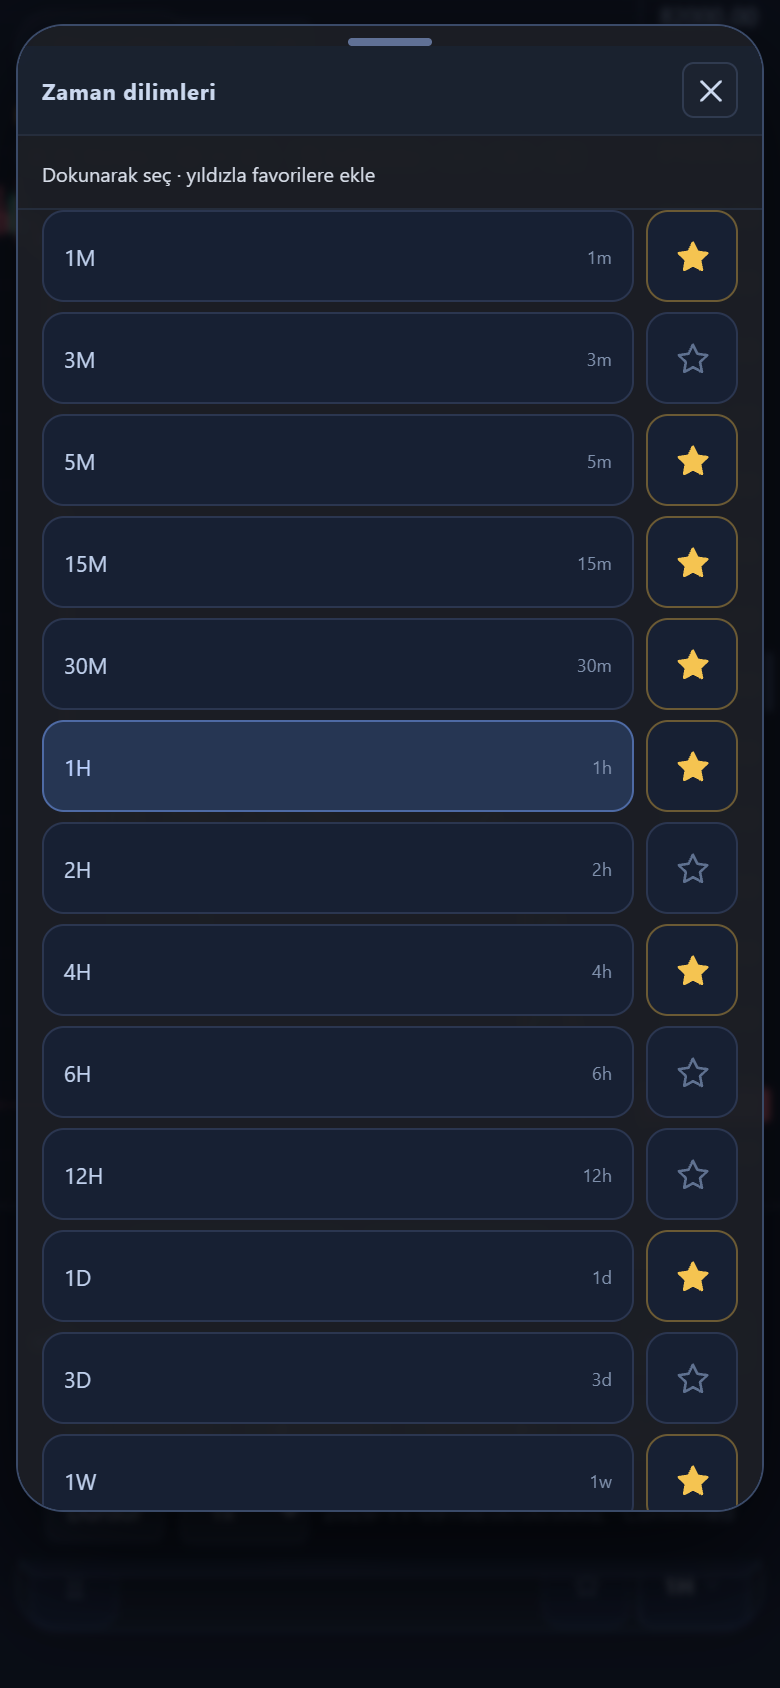 Zaman dilimleri
Dokunarak seç · yıldızla favorilere ekle
1M 1m
3M 3m
5M 5m
15M 15m
30M 30m
1H 1h
2H 2h
4H 4h
6H 6h
12H 12h
1D 1d
3D 3d
1W 1w